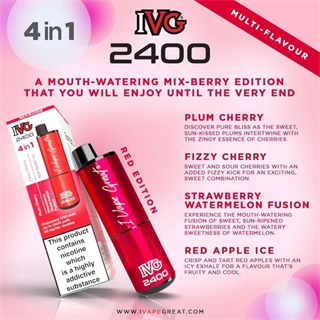 4in1
IVG
2400
MULTI-FLAVOUR
A MOUTH-WATERING MIX-BERRY EDITION
THAT YOU WILL ENJOY UNTIL THE VERY END
IVG
2400
4in1
This product
contains
nicotine
which is a
highly
addictive
substance
I Vape Great
IVG
2400
RED EDITION
PLUM CHERRY
DISCOVER PURE BLISS AS THE SWEET,
SUN-KISSED PLUMS INTERTWINE WITH
THE ZINGY ESSENCE OF CHERRIES.
FIZZY CHERRY
SWEET AND SOUR CHERRIES WITH AN
ADDED FIZZY KICK FOR AN EXCITING,
SWEET COMBINATION.
STRAWBERRY
WATERMELON FUSION
EXPERIENCE THE MOUTH-WATERING
FUSION OF SWEET, SUN-RIPENED
STRAWBERRIES AND THE WATERY
SWEETNESS OF WATERMELON.
RED APPLE ICE
CRISP AND TART RED APPLES WITH AN
ICY EXHALE FOR A FLAVOUR THAT'S
FRUITY AND COOL.
WWW.IVAPEGREAT.COM